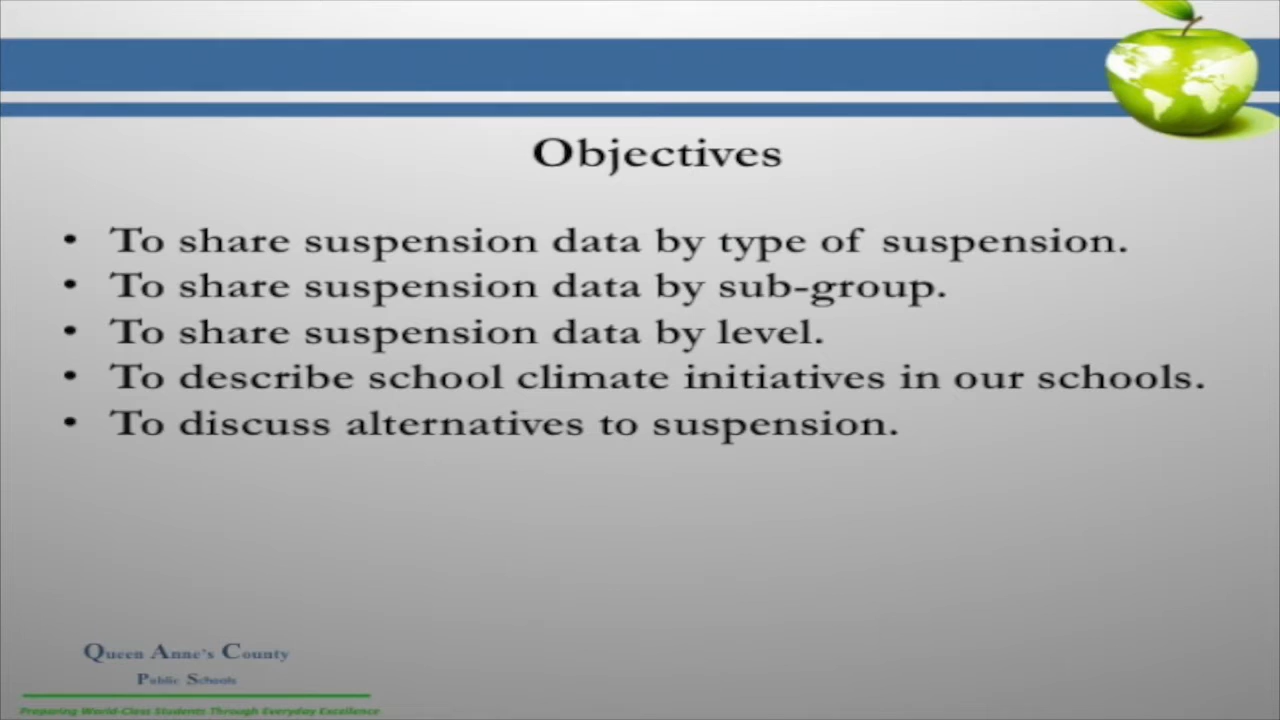 Objectives
• To share suspension data by type of suspension.
• To share suspension data by sub-group.
• To share suspension data by level.
• To describe school climate initiatives in our schools.
• To discuss alternatives to suspension.
Queen Anne's County
Public Schools
Preparing World-Class Students Through Everyday Excellence